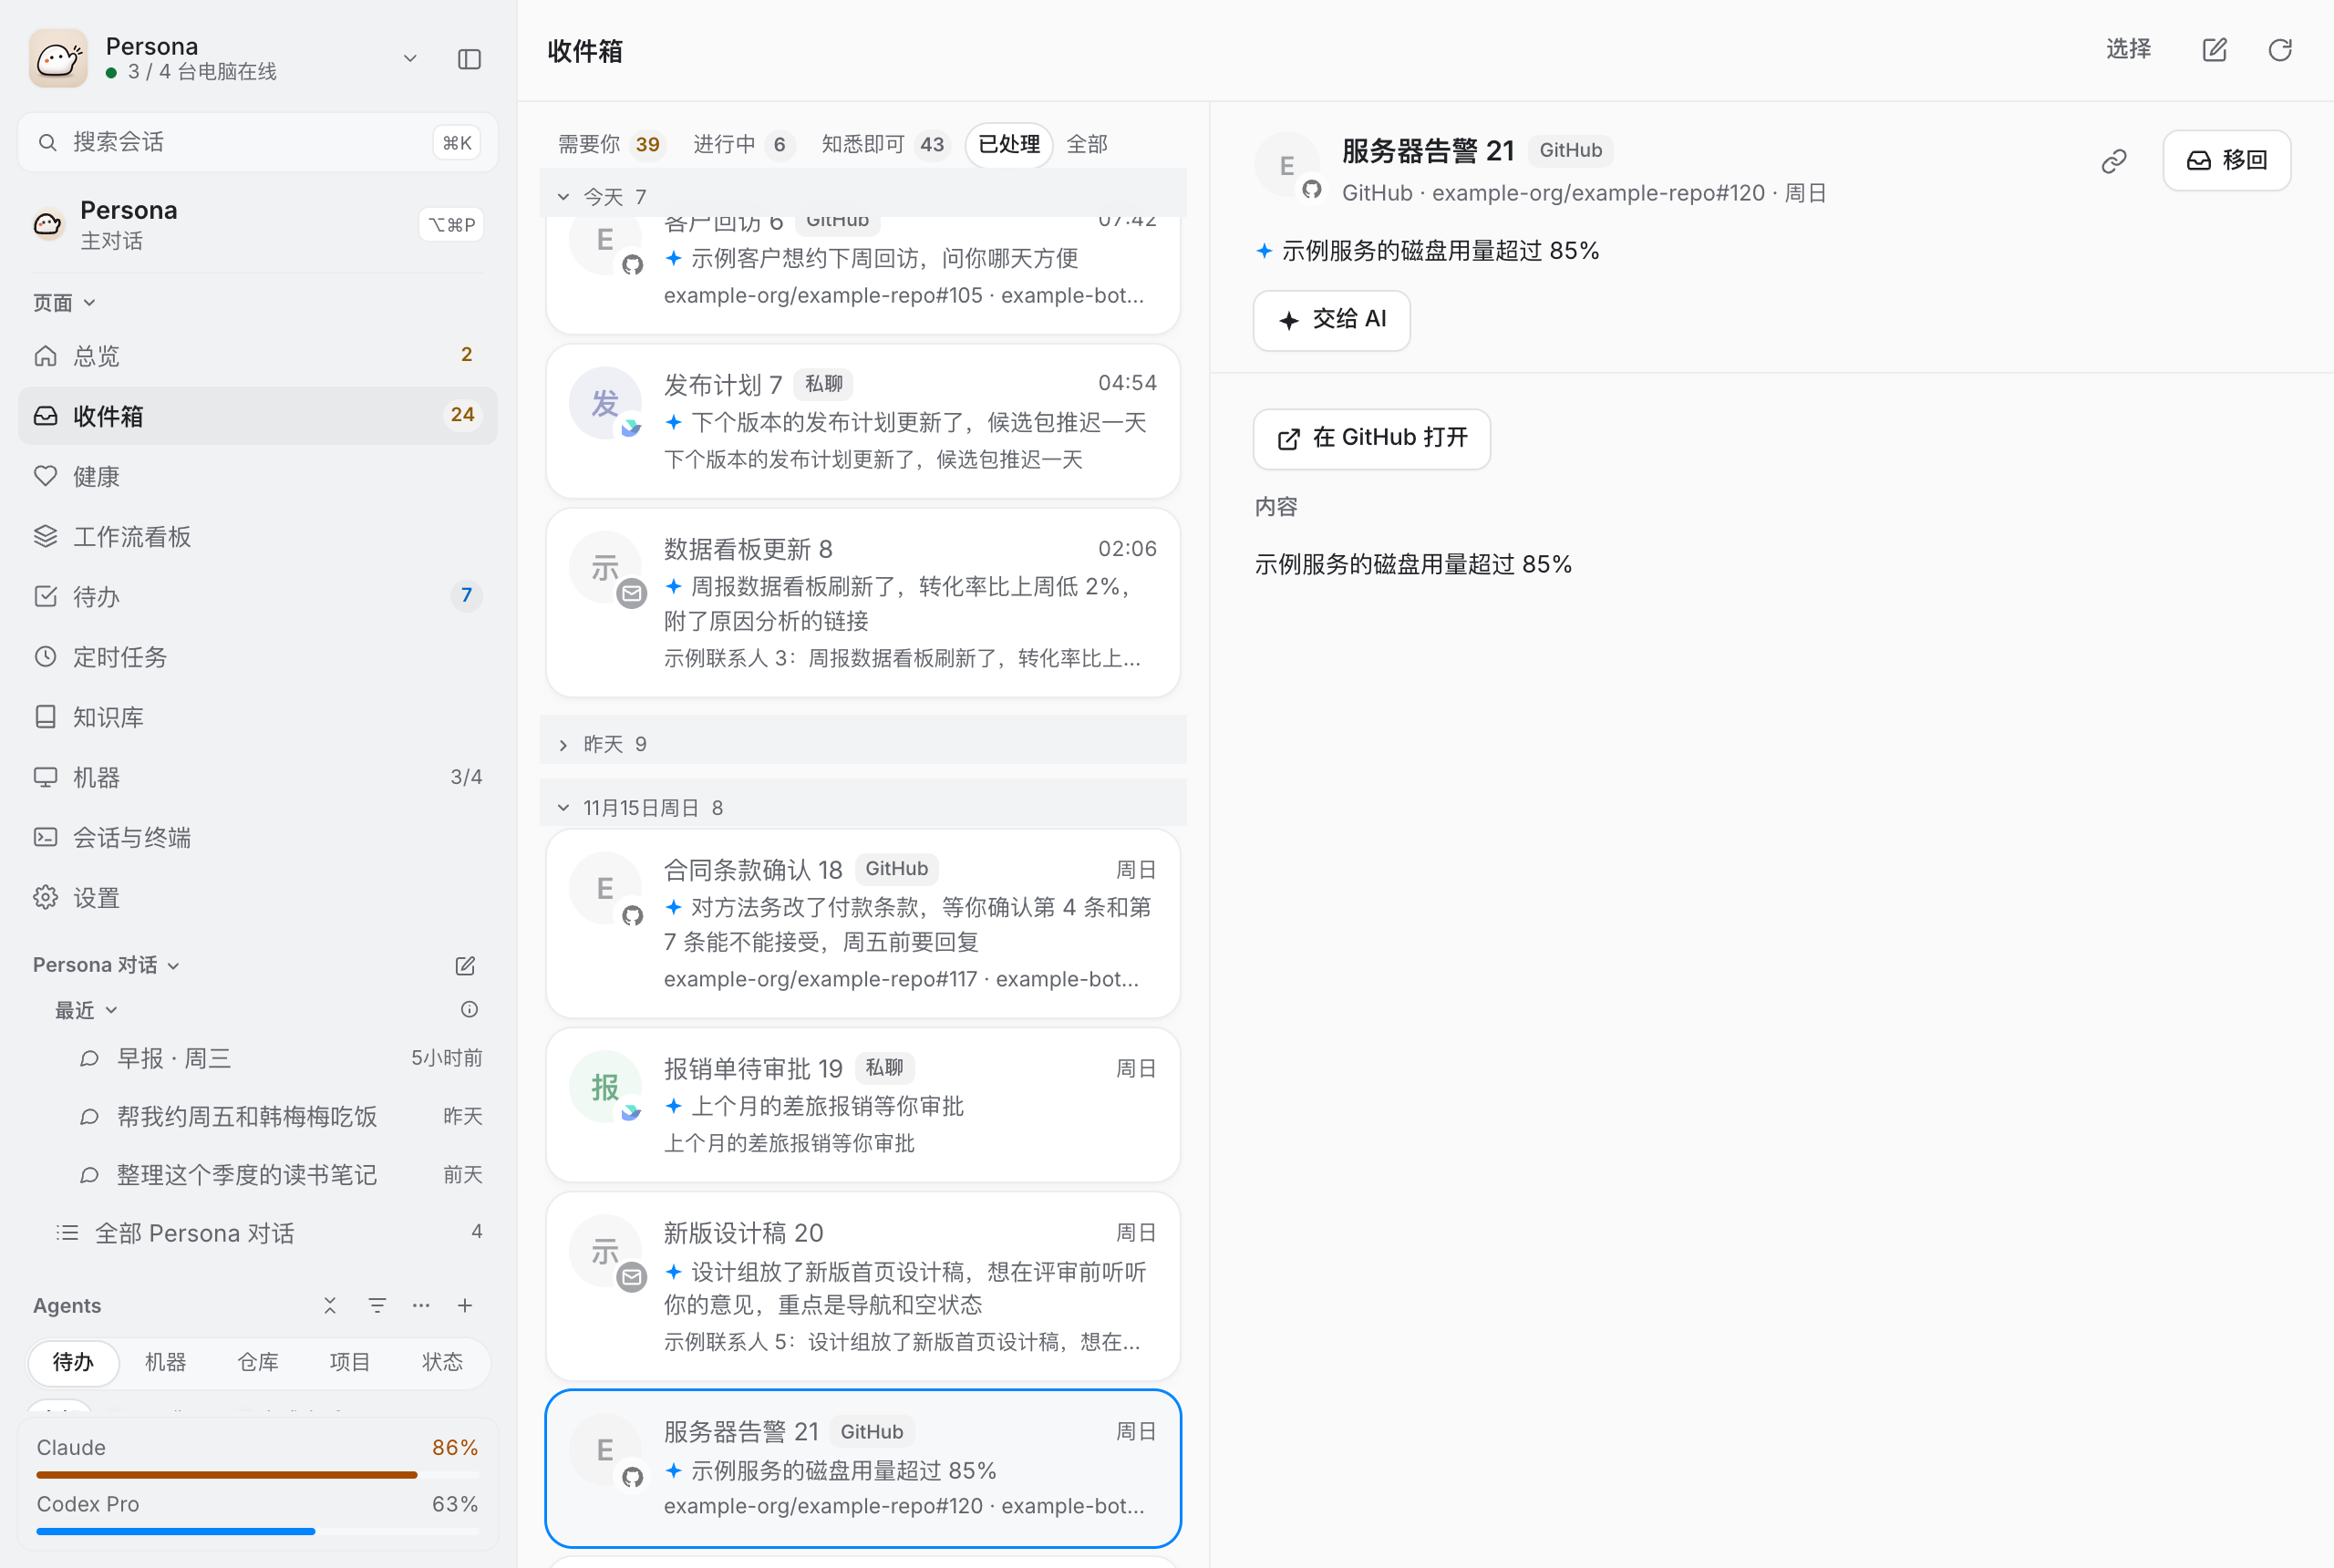 Persona
3 / 4 台电脑在线
搜索会话
⌘K
Persona
主对话
⌥⌘P
页面
总览
2
收件箱
24
健康
工作流看板
待办
7
定时任务
知识库
机器
3/4
会话与终端
设置
Persona 对话
最近
早报 · 周三
5小时前
帮我约周五和韩梅梅吃饭
昨天
整理这个季度的读书笔记
前天
全部 Persona 对话
4
Agents
待办
机器
仓库
项目
状态
Claude
86%
Codex Pro
63%
收件箱
选择
需要你 39
进行中 6
知悉即可 43
已处理
全部
今天 7
客户回访 6 GitHub
07:42
E
示例客户想约下周回访，问你哪天方便
example-org/example-repo#105 · example-bot...
发
发布计划 7 私聊
04:54
下个版本的发布计划更新了，候选包推迟一天
下个版本的发布计划更新了，候选包推迟一天
示
数据看板更新 8
02:06
周报数据看板刷新了，转化率比上周低 2%，
附了原因分析的链接
示例联系人 3：周报数据看板刷新了，转化率比上...
昨天 9
11月15日周日 8
E
合同条款确认 18 GitHub
周日
对方法务改了付款条款，等你确认第 4 条和第
7 条能不能接受，周五前要回复
example-org/example-repo#117 · example-bot...
报
报销单待审批 19 私聊
周日
上个月的差旅报销等你审批
上个月的差旅报销等你审批
示
新版设计稿 20
周日
设计组放了新版首页设计稿，想在评审前听听
你的意见，重点是导航和空状态
示例联系人 5：设计组放了新版首页设计稿，想在...
E
服务器告警 21 GitHub
周日
示例服务的磁盘用量超过 85%
example-org/example-repo#120 · example-bot...
E
服务器告警 21 GitHub
GitHub · example-org/example-repo#120 · 周日
移回
示例服务的磁盘用量超过 85%
交给 AI
在 GitHub 打开
内容
示例服务的磁盘用量超过 85%